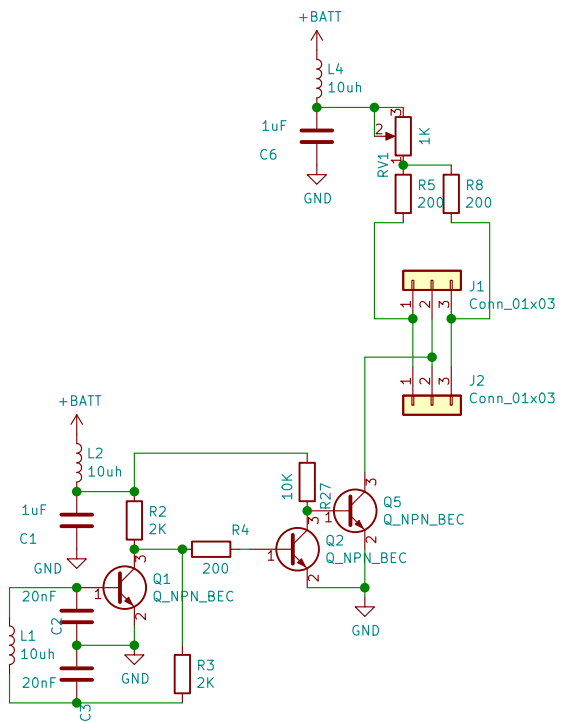 +BATT
L4
10uh
1uF
C6
GND
3
2
1
RV1
1K
R5
200
R8
200
J1
Conn_01x03
1
2
3
J2
Conn_01x03
1
2
3
+BATT
L2
10uh
1uF
C1
GND
R2
2K
10K
R27
3
1
2
Q5
Q_NPN_BEC
R4
200
3
1
2
Q2
Q_NPN_BEC
GND
3
1
2
Q1
Q_NPN_BEC
20nF
C2
L1
10uh
20nF
C3
GND
R3
2K